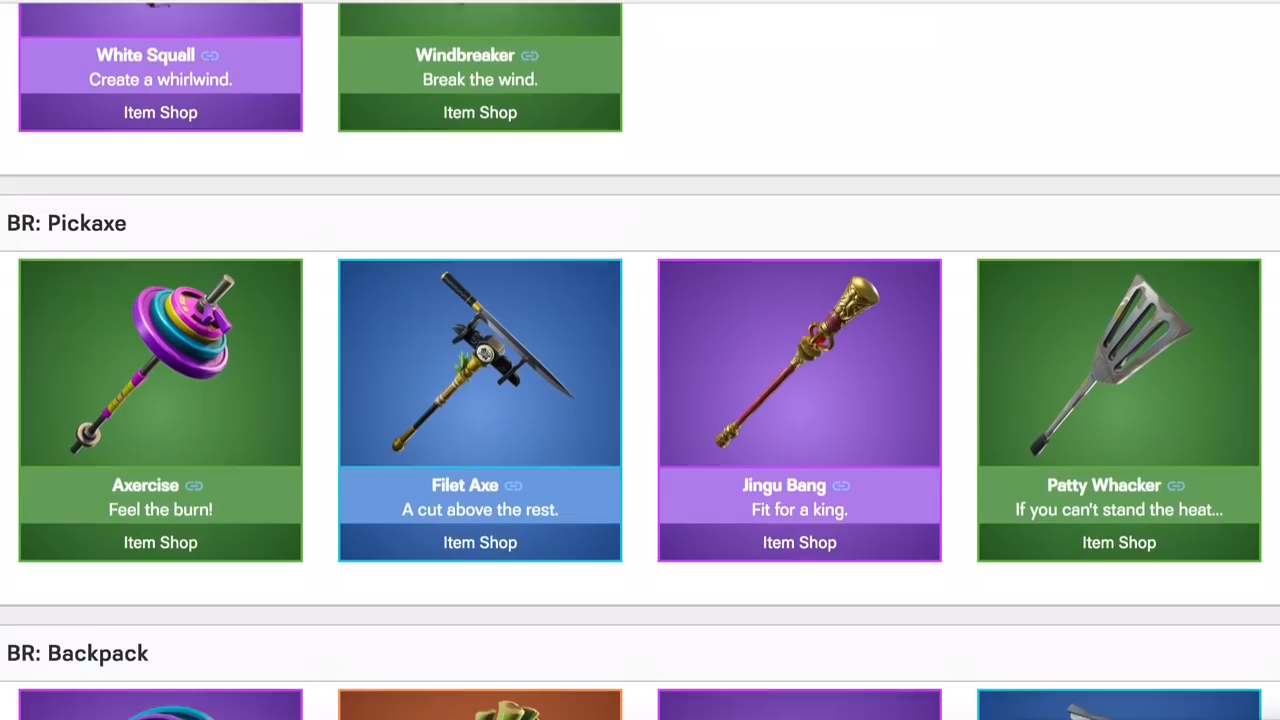 White Squall
Create a whirlwind.
Item Shop
Windbreaker
Break the wind.
Item Shop
BR: Pickaxe
Axercise
Feel the burn!
Item Shop
Filet Axe
A cut above the rest.
Item Shop
Jingu Bang
Fit for a king.
Item Shop
Patty Whacker
If you can't stand the heat...
Item Shop
BR: Backpack